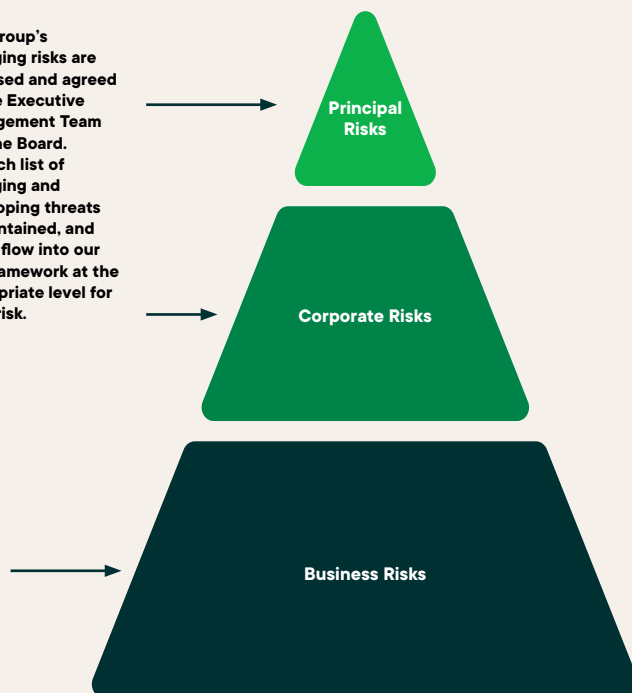 roup's
ging risks are
sed and agreed
e Executive
gement Team
he Board.
ch list of
ging and
oping threats
ntained, and
flow into our
amework at the
priate level for
risk.
Principal
Risks
Corporate Risks
Business Risks